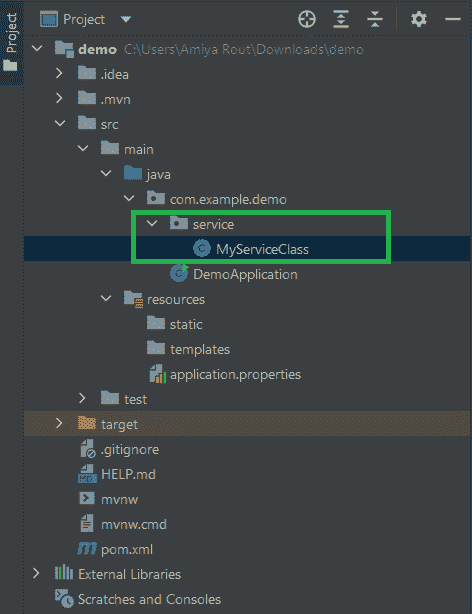 Project
Project
demo C:\Users\Amiya Rout\Downloads\demo
.idea
.mvn
src
main
java
com.example.demo
service
MyServiceClass
DemoApplication
resources
static
templates
application.properties
test
target
.gitignore
HELP.md
mvnw
mvnw.cmd
pom.xml
External Libraries
Scratches and Consoles